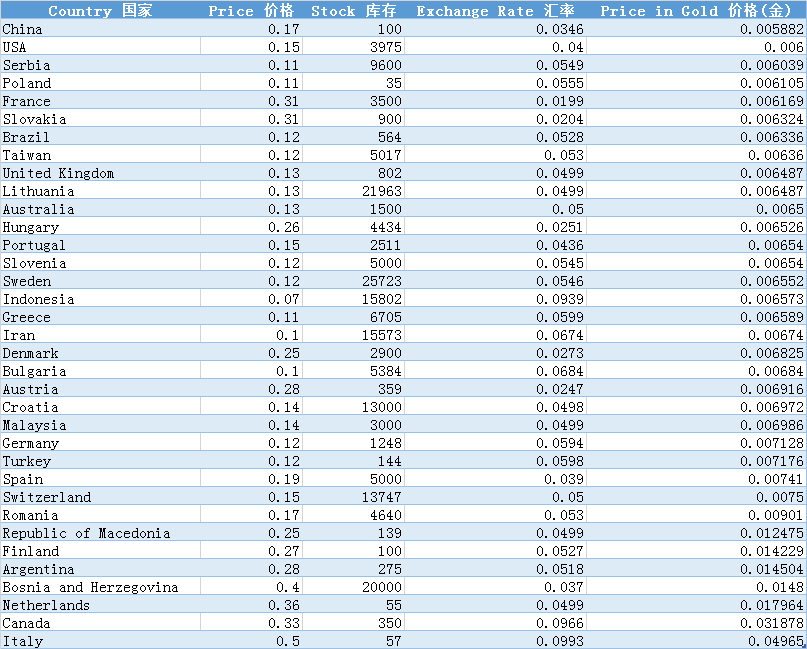 Country 国家 Price 价格 Stock 库存 Exchange Rate 汇率 Price in Gold 价格(金)
China 0.17 100 0.0346 0.005882
USA 0.15 3975 0.04 0.006
Serbia 0.11 9600 0.0549 0.006039
Poland 0.11 35 0.0555 0.006105
France 0.31 3500 0.0199 0.006169
Slovakia 0.31 900 0.0204 0.006324
Brazil 0.12 564 0.0528 0.006336
Taiwan 0.12 5017 0.053 0.00636
United Kingdom 0.13 802 0.0499 0.006487
Lithuania 0.13 21963 0.0499 0.006487
Australia 0.13 1500 0.05 0.0065
Hungary 0.26 4434 0.0251 0.006526
Portugal 0.15 2511 0.0436 0.00654
Slovenia 0.12 5000 0.0545 0.00654
Sweden 0.12 25723 0.0546 0.006552
Indonesia 0.07 15802 0.0939 0.006573
Greece 0.11 6705 0.0599 0.006589
Iran 0.1 15573 0.0674 0.00674
Denmark 0.25 2900 0.0273 0.006825
Bulgaria 0.1 5384 0.0684 0.00684
Austria 0.28 359 0.0247 0.006916
Croatia 0.14 13000 0.0498 0.006972
Malaysia 0.14 3000 0.0499 0.006986
Germany 0.12 1248 0.0594 0.007128
Turkey 0.12 144 0.0598 0.007176
Spain 0.19 5000 0.039 0.00741
Switzerland 0.15 13747 0.05 0.0075
Romania 0.17 4640 0.053 0.00901
Republic of Macedonia 0.25 139 0.0499 0.012475
Finland 0.27 100 0.0527 0.014229
Argentina 0.28 275 0.0518 0.014504
Bosnia and Herzegovina 0.4 20000 0.037 0.0148
Netherlands 0.36 55 0.0499 0.017964
Canada 0.33 350 0.0966 0.031878
Italy 0.5 57 0.0993 0.04965